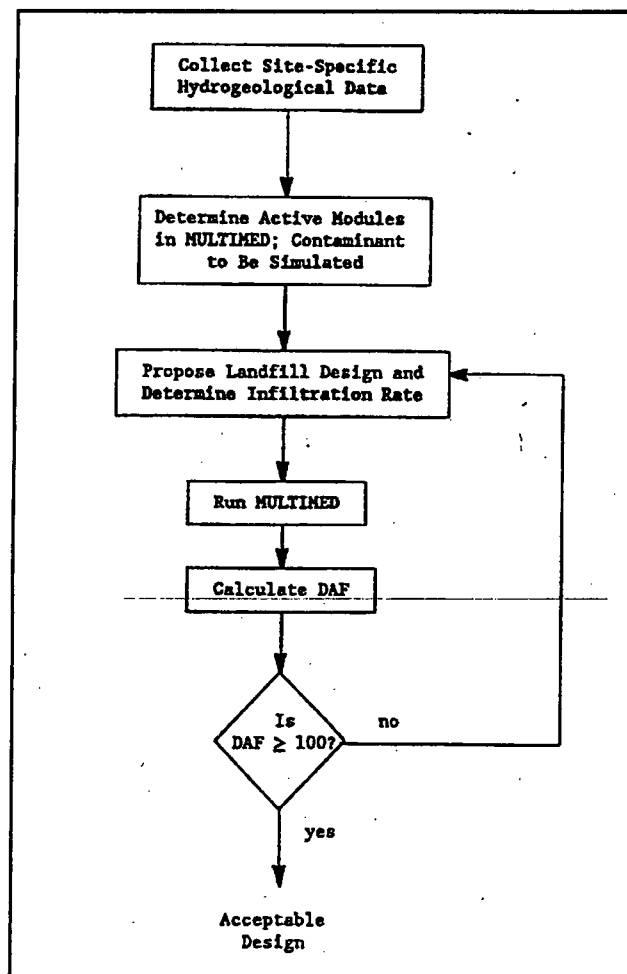 Collect Site-Specific
Hydrogeological Data
Determine Active Modules
in MULTIMED; Contaminant
to Be Simulated
Propose Landfill Design and
Determine Infiltration Rate
Run MULTIMED
Calculate DAF
Is
DAF ≥ 100?
no
yes
Acceptable
Design